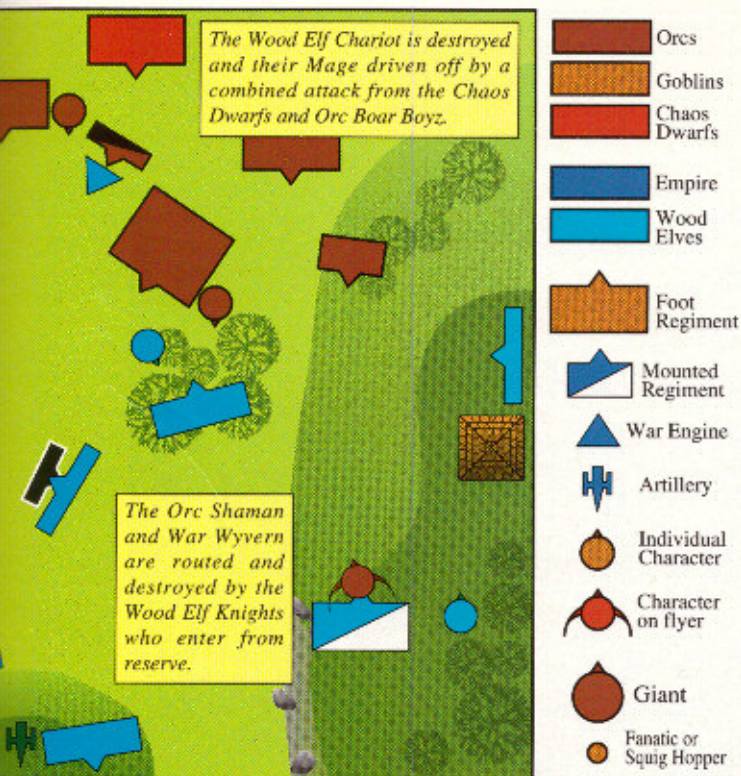 The Wood Elf Chariot is destroyed
and their Mage driven off by a
combined attack from the Chaos
Dwarfs and Orc Boar Boyz.
The Orc Shaman
and War Wyvern
are routed and
destroyed by the
Wood Elf Knights
who enter from
reserve.
Orcs
Goblins
Chaos
Dwarfs
Empire
Wood
Elves
Foot
Regiment
Mounted
Regiment
War Engine
Artillery
Individual
Character
Character
on flyer
Giant
Fanatic or
Squig Hopper